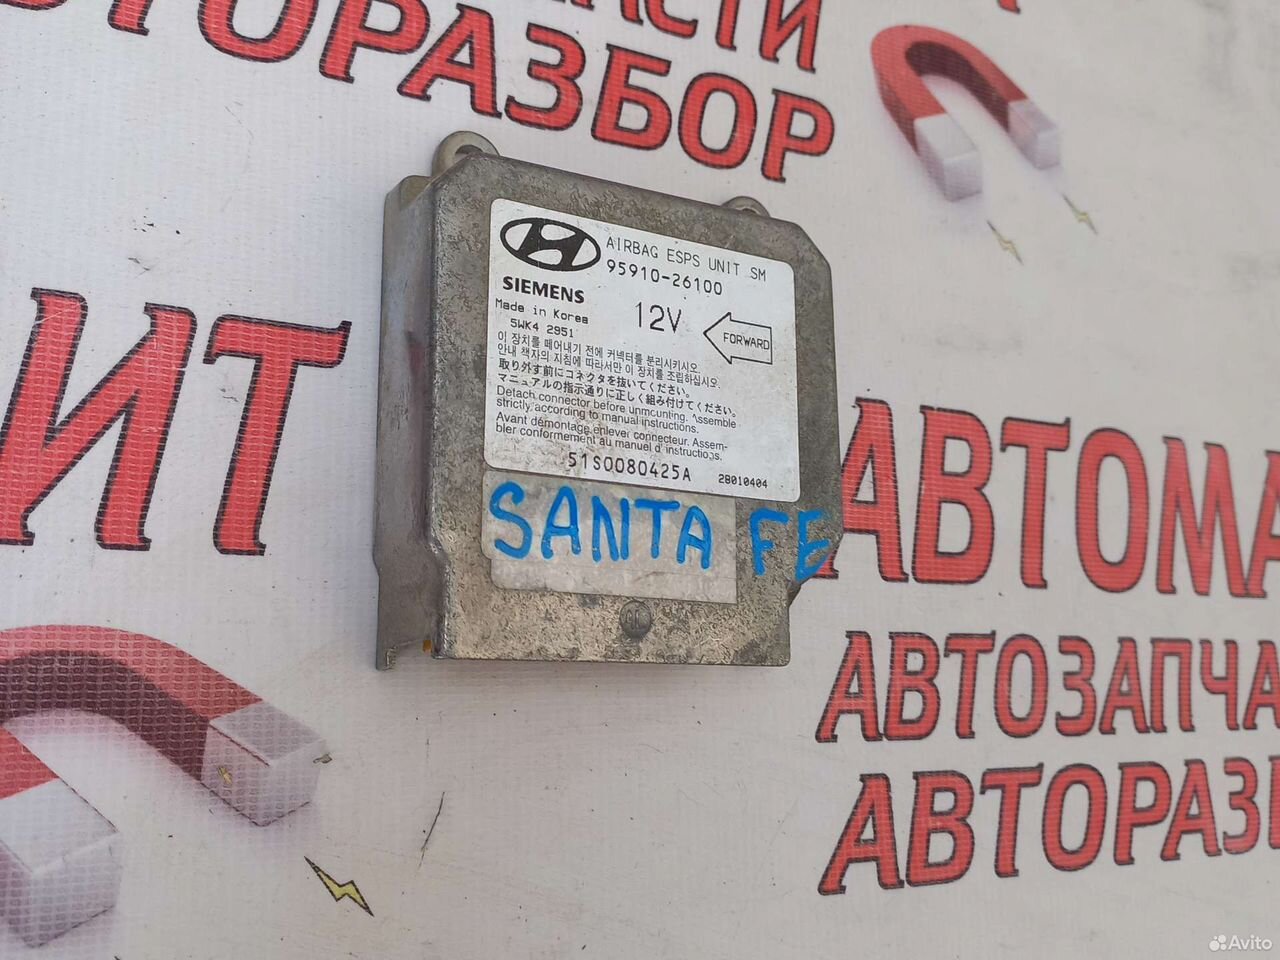 АВТОРАЗБОР
AIRBAG ESPS UNIT SM
95910-26100
SIEMENS
Made in Korea
5WK4 2951
12V
FORWARD
이 장치를 떼어내기 전에 커넥터를 분리시키시오.
안내 책자의 지침에 따라서만 이 장치를 조립하십시오.
取り外す前にコネクタを抜いてください。
マニュアルの指示通りに正しく組み付けてください。
Detach connector before unmounting. Assemble
strictly according to manual instructions.
Avant démontage enlever connecteur. Assem-
bler conformement au manuel d'instructions.
51S0080425A
28010404
SANTA FE
ИТ
АВТОМА
АВТОЗАПЧА
АВТОРАЗБ
Avito